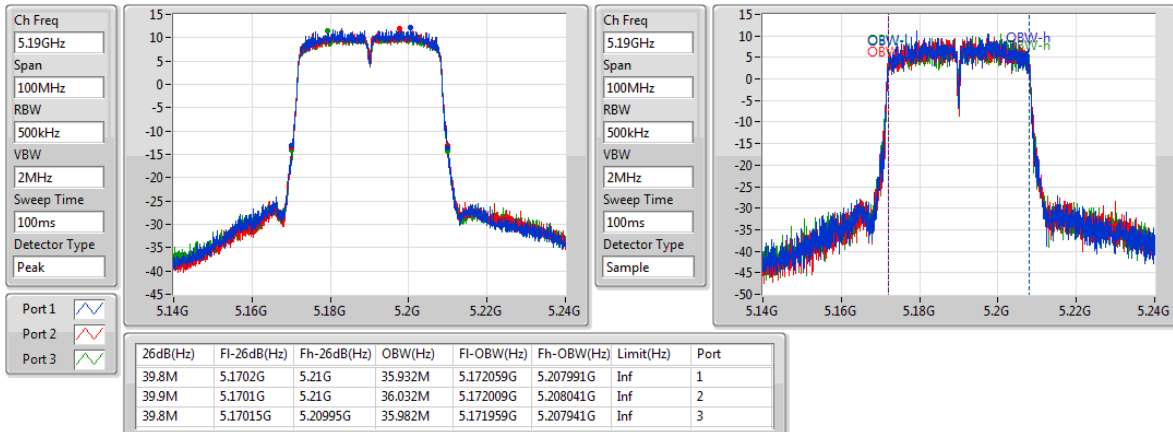 Ch Freq
5.19GHz
Span
100MHz
RBW
500kHz
VBW
2MHz
Sweep Time
100ms
Detector Type
Peak
15
10
5
0
-5
-10
-15
-20
-25
-30
-35
-40
-45
5.14G 5.16G 5.18G 5.2G 5.22G 5.24G
Ch Freq
5.19GHz
Span
100MHz
RBW
500kHz
VBW
2MHz
Sweep Time
100ms
Detector Type
Sample
15
10
5
0
-5
-10
-15
-20
-25
-30
-35
-40
-45
-50
OBW-h
5.14G 5.16G 5.18G 5.2G 5.22G 5.24G
Port 1
Port 2
Port 3
26dB(Hz) Fl-26dB(Hz) Fh-26dB(Hz) OBW(Hz) Fl-OBW(Hz) Fh-OBW(Hz) Limit(Hz) Port
39.8M 5.1702G 5.21G 35.932M 5.172059G 5.207991G Inf 1
39.9M 5.1701G 5.21G 36.032M 5.172009G 5.208041G Inf 2
39.8M 5.17015G 5.20995G 35.982M 5.171959G 5.207941G Inf 3